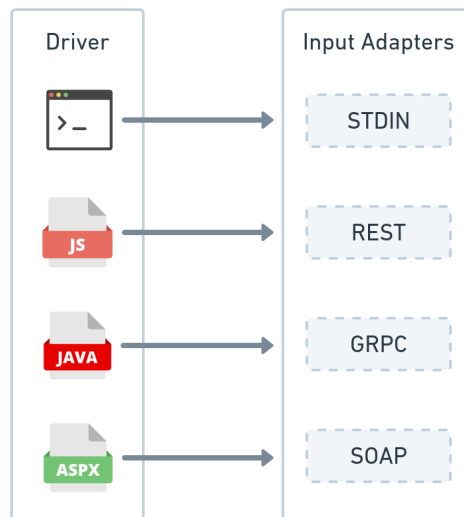 Driver
Input Adapters
>_
STDIN
JS
REST
JAVA
GRPC
ASPX
SOAP